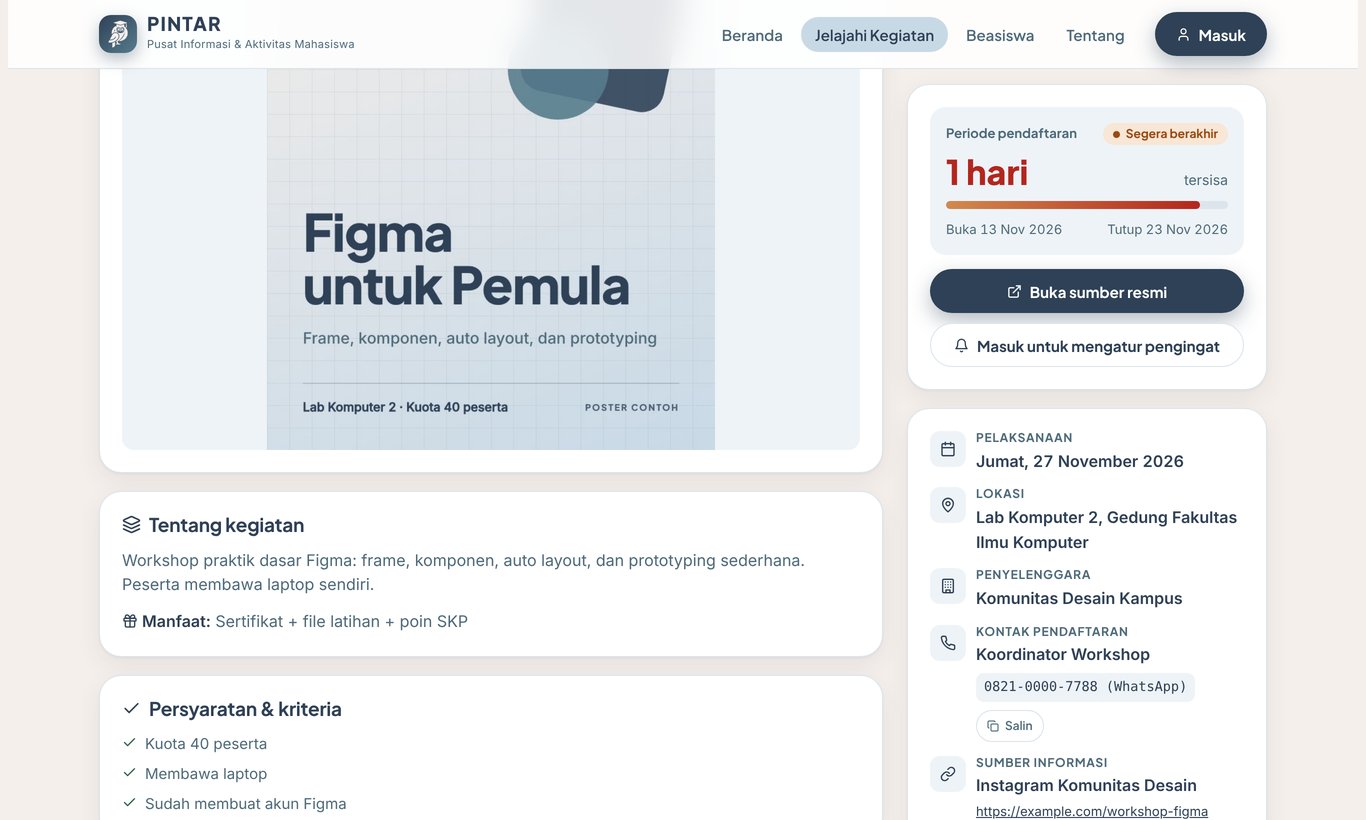 PINTAR
Pusat Informasi & Aktivitas Mahasiswa
Beranda
Jelajahi Kegiatan
Beasiswa
Tentang
Masuk
Figma
untuk Pemula
Frame, komponen, auto layout, dan prototyping
Lab Komputer 2 · Kuota 40 peserta
POSTER CONTOH
Tentang kegiatan
Workshop praktik dasar Figma: frame, komponen, auto layout, dan prototyping sederhana.
Peserta membawa laptop sendiri.
Manfaat: Sertifikat + file latihan + poin SKP
Persyaratan & kriteria
Kuota 40 peserta
Membawa laptop
Sudah membuat akun Figma
Periode pendaftaran
Segera berakhir
1 hari
tersisa
Buka 13 Nov 2026
Tutup 23 Nov 2026
Buka sumber resmi
Masuk untuk mengatur pengingat
PELAKSANAAN
Jumat, 27 November 2026
LOKASI
Lab Komputer 2, Gedung Fakultas
Ilmu Komputer
PENYELENGGARA
Komunitas Desain Kampus
KONTAK PENDAFTARAN
Koordinator Workshop
0821-0000-7788 (WhatsApp)
Salin
SUMBER INFORMASI
Instagram Komunitas Desain
https://example.com/workshop-figma